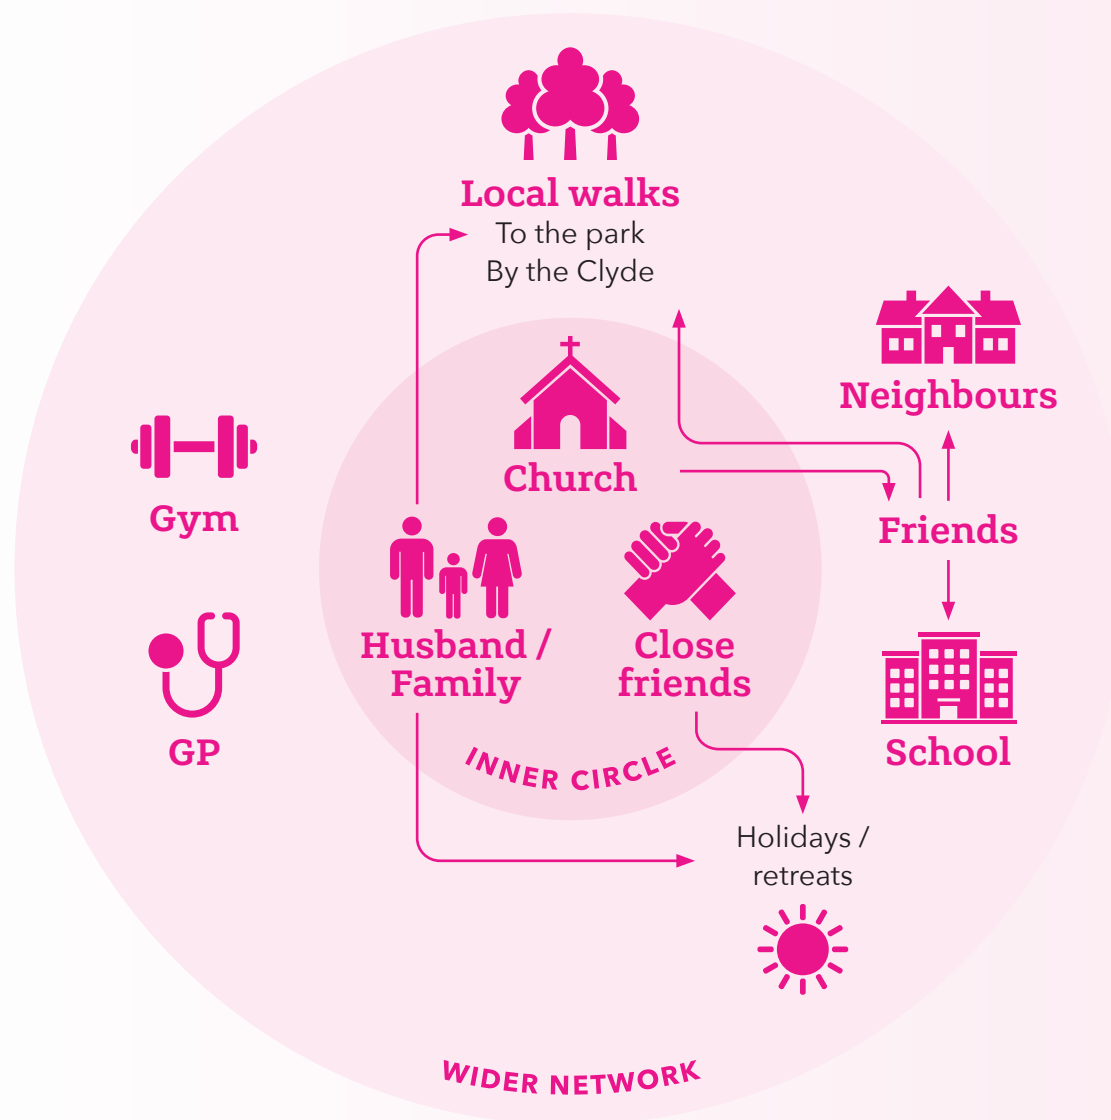 Local walks
To the park
By the Clyde
Neighbours
Church
Gym
Friends
Husband /
Family
Close
friends
GP
School
INNER CIRCLE
Holidays /
retreats
WIDER NETWORK